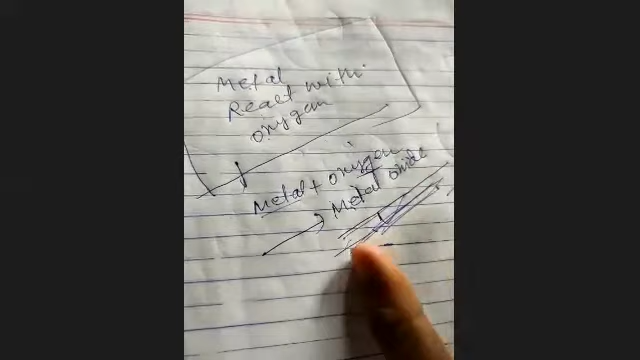 Metal
React with
oxygen
Metal + oxygen
→ Metal oxide